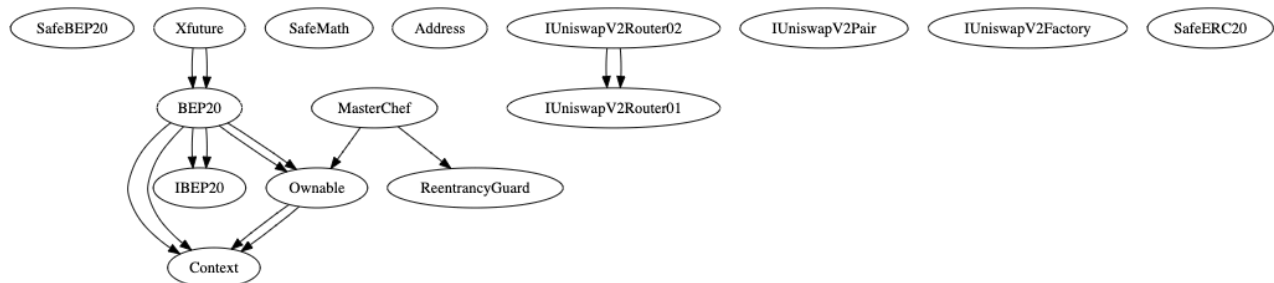 SafeBEP20
Xfuture
SafeMath
Address
IUniswapV2Router02
IUniswapV2Pair
IUniswapV2Factory
SafeERC20
BEP20
MasterChef
IUniswapV2Router01
IBEP20
Ownable
ReentrancyGuard
Context